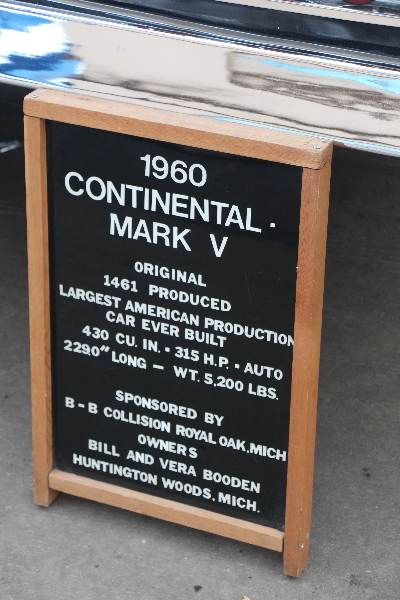 1960
CONTINENTAL·
MARK V
ORIGINAL
1461 PRODUCED
LARGEST AMERICAN PRODUCTION
CAR EVER BUILT
430 CU. IN. • 315 H.P. • AUTO
2290" LONG — WT. 5,200 LBS.
SPONSORED BY
B-B COLLISION ROYAL OAK, MICH
OWNERS
BILL AND VERA BOODEN
HUNTINGTON WOODS, MICH.